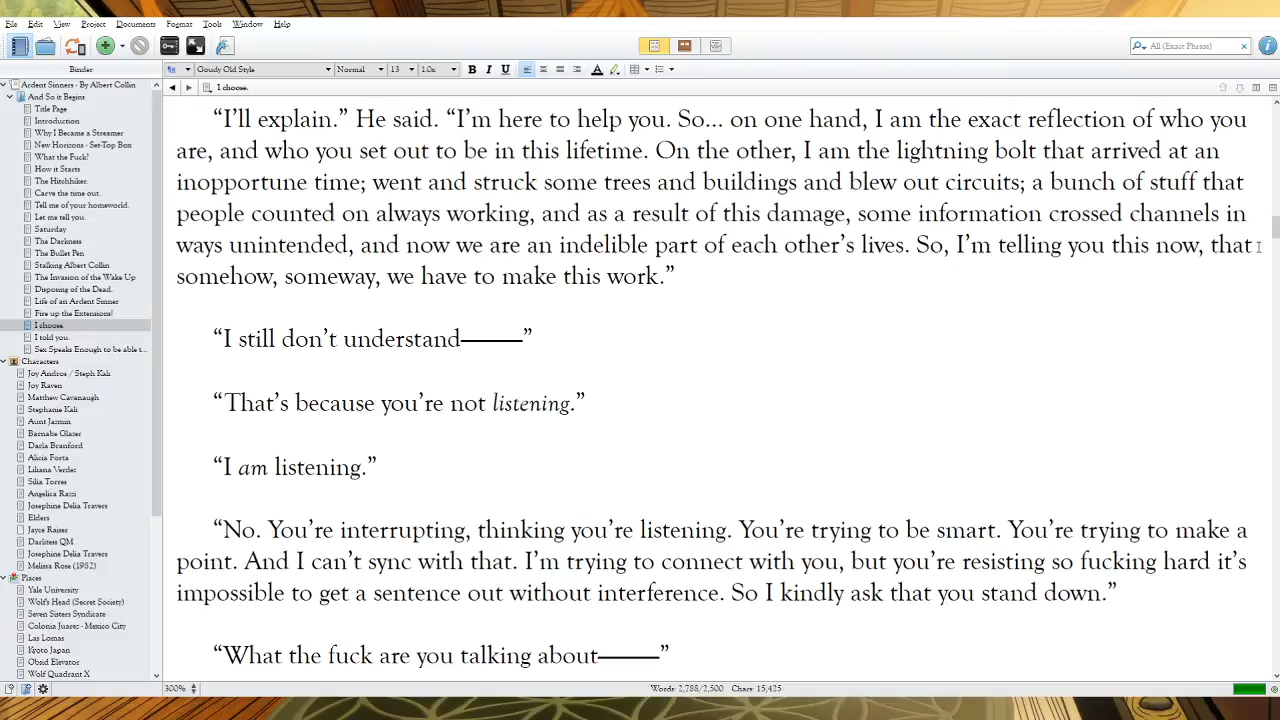 File Edit View Project Documents Format Tools Window Help
All (Exact Phrase)
Binder
Goudy Old Style Normal 13 1.0x
B I U A
I choose.
Ardent Sinners - By Albert Collin
And So it Begins
Title Page
Introduction
Why I Became a Streamer
New Horizons - Set-Top Box
What the Fuck?
How it Starts
The Hitchhiker.
Carve the time out.
Tell me of your homeworld.
Let me tell you.
Saturday
The Darkness
The Bullet Pen
Stalking Albert Collin
The Invasion of the Wake Up
Disposing of the Dead.
Life of an Ardent Sinner
Fire up the Extensions!
I choose.
I told you.
Sex Speaks Enough to be able t...
Characters
Joy Andros / Steph Kali
Joy Raven
Matthew Cavanaugh
Stephanie Kali
Aunt Jazmin
Barnabe Glazer
Darla Branford
Alicia Forta
Liliana Verdez
Silia Torres
Angelica Razzi
Josephine Delia Travers
Elders
Jayce Raiser
Darlitess QM
Josephine Delia Travers
Melissa Rose (1982)
Places
Yale University
Wolf's Head (Secret Society)
Seven Sisters Syndicate
Colonia Juarez - Mexico City
Las Lomas
Kyoto Japan
Obsid Elevator
Wolf Quadrant X
“I’ll explain.” He said. “I’m here to help you. So... on one hand, I am the exact reflection of who you
are, and who you set out to be in this lifetime. On the other, I am the lightning bolt that arrived at an
inopportune time; went and struck some trees and buildings and blew out circuits; a bunch of stuff that
people counted on always working, and as a result of this damage, some information crossed channels in
ways unintended, and now we are an indelible part of each other’s lives. So, I’m telling you this now, that
somehow, someway, we have to make this work.”
“I still don’t understand———”
“That’s because you’re not listening.”
“I am listening.”
“No. You’re interrupting, thinking you’re listening. You’re trying to be smart. You’re trying to make a
point. And I can’t sync with that. I’m trying to connect with you, but you’re resisting so fucking hard it’s
impossible to get a sentence out without interference. So I kindly ask that you stand down.”
“What the fuck are you talking about———”
300% Words: 2,788/2,500 Chars: 15,425